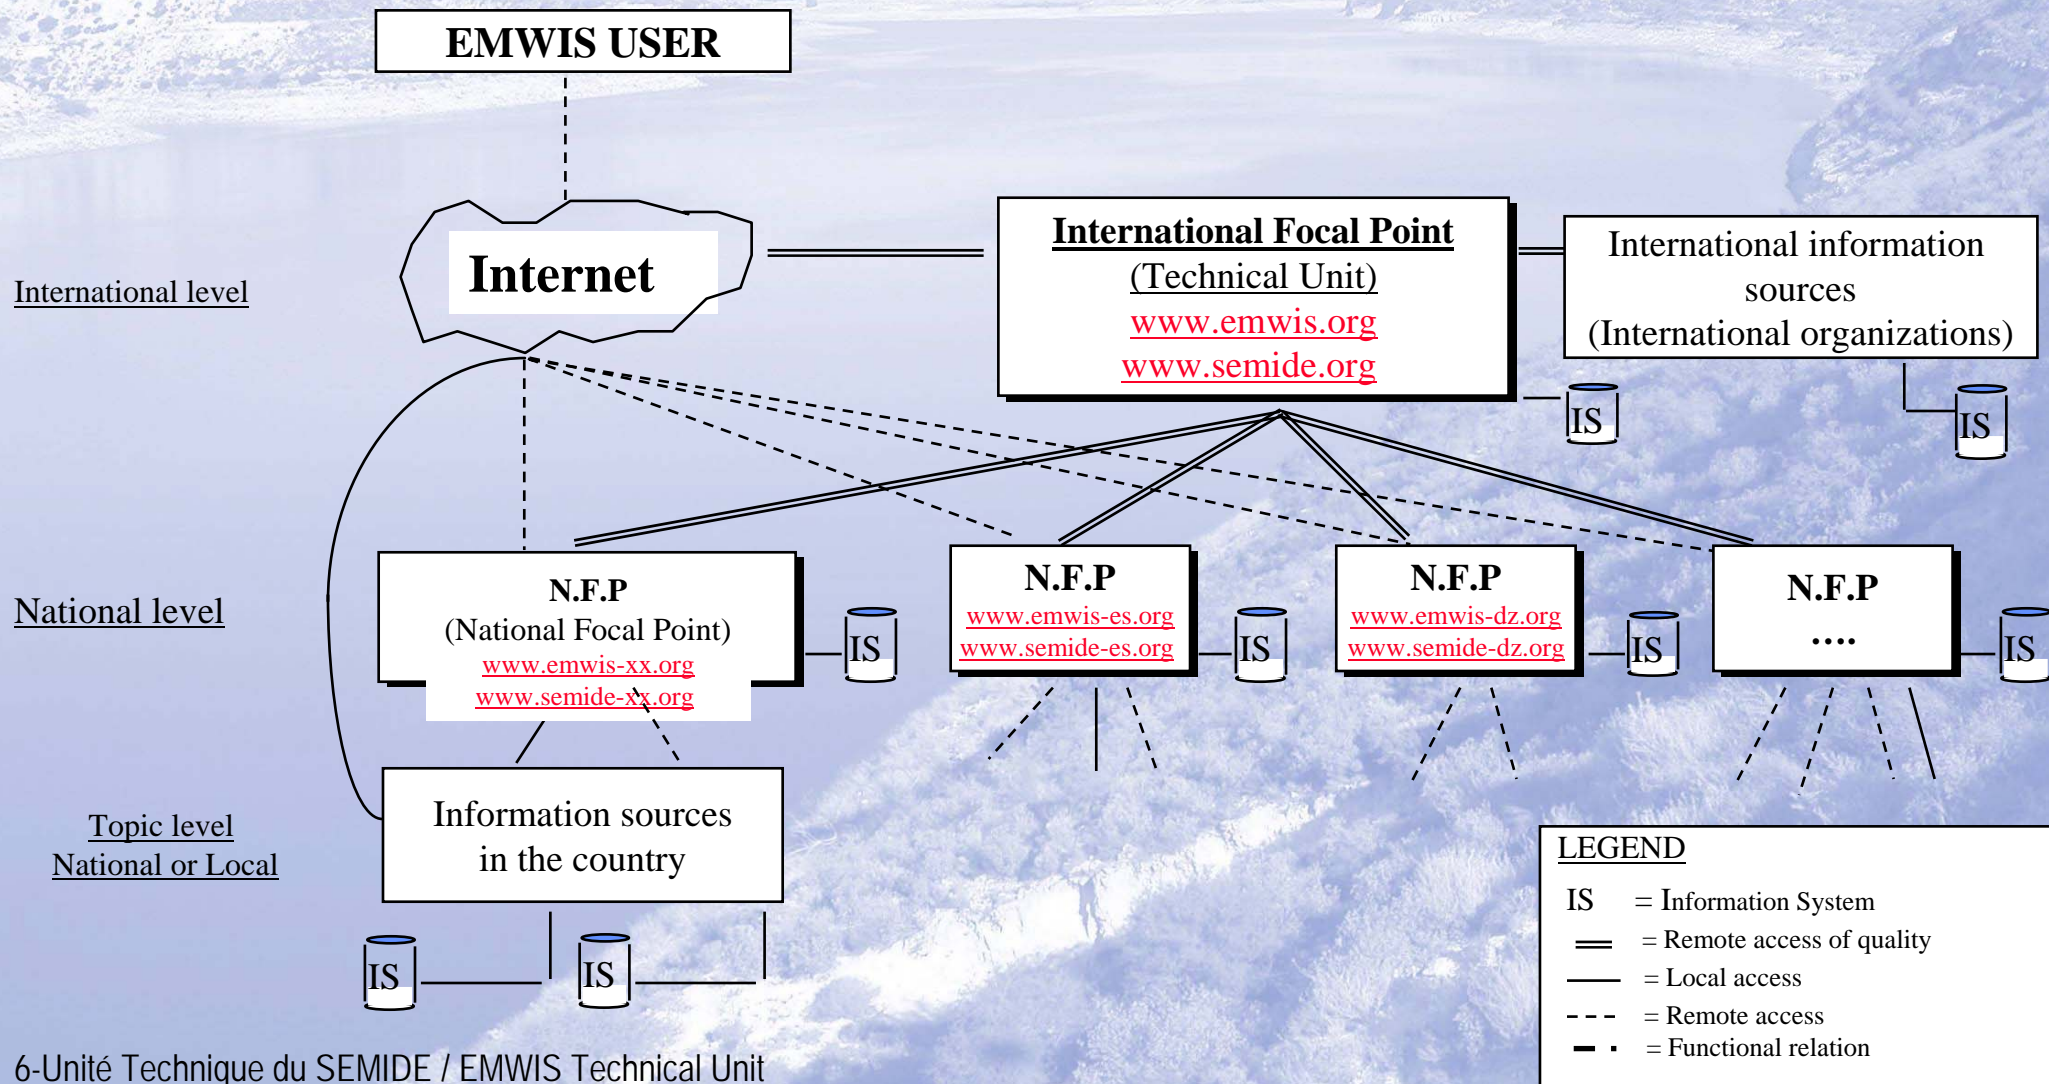 EMWIS USER
Internet
International Focal Point
(Technical Unit)
www.emwis.org
www.semide.org
International information
sources
(International organizations)
International level
IS
IS
National level
N.F.P
(National Focal Point)
www.emwis-xx.org
www.semide-xx.org
IS
N.F.P
www.emwis-es.org
www.semide-es.org
IS
N.F.P
www.emwis-dz.org
www.semide-dz.org
IS
N.F.P
....
IS
Topic level
National or Local
Information sources
in the country
IS
IS
LEGEND
IS = Information System
= Remote access of quality
= Local access
= Remote access
= Functional relation
6-Unité Technique du SEMIDE / EMWIS Technical Unit